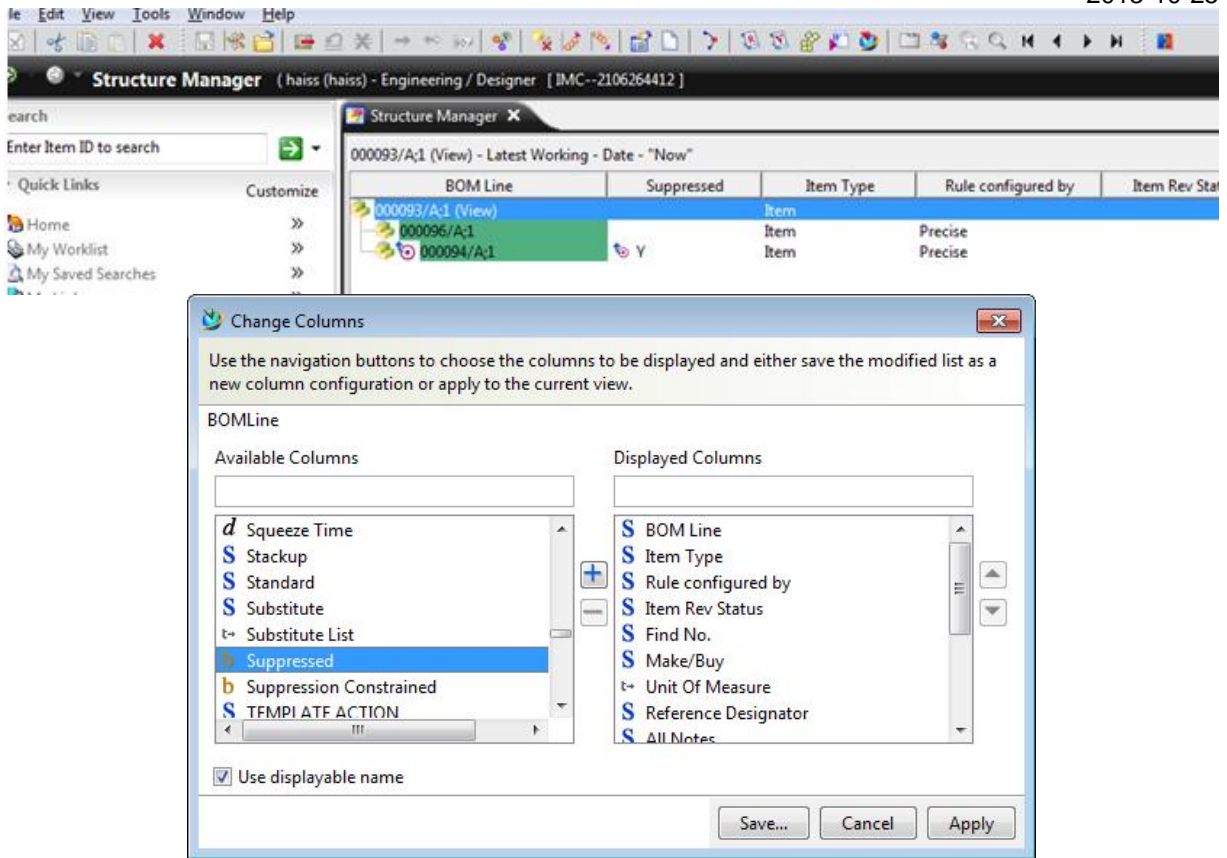 le Edit View Tools Window Help
Structure Manager ( haiss (haiss) - Engineering / Designer [ IMC--2106264412 ]
earch
Structure Manager
Enter Item ID to search
000093/A;1 (View) - Latest Working - Date - "Now"
Quick Links Customize
BOM Line Suppressed Item Type Rule configured by Item Rev Stat
000093/A;1 (View) Item
Home
000096/A;1 Item Precise
My Worklist
000094/A;1 Y Item Precise
My Saved Searches
Change Columns
Use the navigation buttons to choose the columns to be displayed and either save the modified list as a
new column configuration or apply to the current view.
BOMLine
Available Columns
d Squeeze Time
S Stackup
S Standard
S Substitute
Substitute List
b Suppressed
b Suppression Constrained
S TEMPLATE ACTION
Displayed Columns
S BOM Line
S Item Type
S Rule configured by
S Item Rev Status
S Find No.
S Make/Buy
Unit Of Measure
S Reference Designator
S All Notes
Use displayable name
Save... Cancel Apply